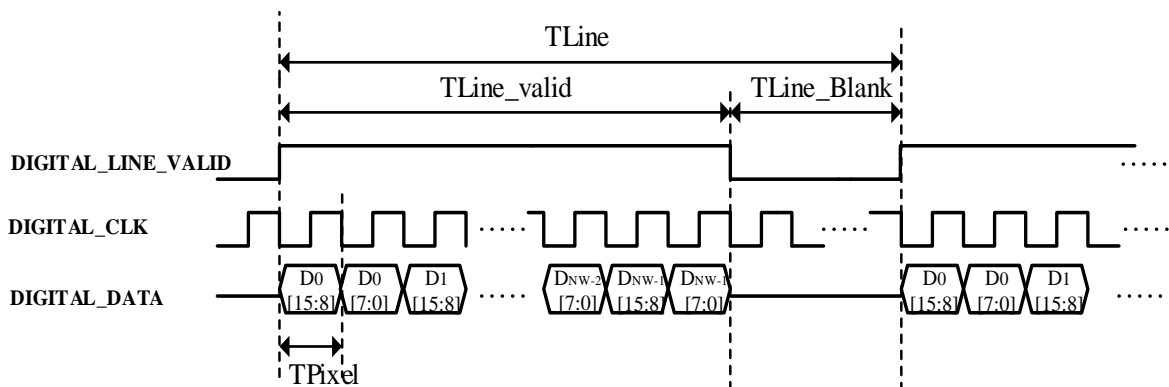 TLine
TLine_valid TLine_Blank
DIGITAL_LINE_VALID ·····
DIGITAL_CLK ····· ····· ·····
DIGITAL_DATA D0 [15:8] D0 [7:0] D1 [15:8] ····· DNW-2 [7:0] DNW-1 [15:8] DNW-1 [7:0] D0 [15:8] D0 [7:0] D1 [15:8] ·····
TPixel